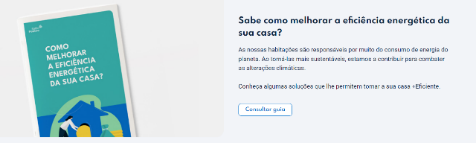 COMO
MELHORAR
A EFICIÊNCIA
ENERGÉTICA
DA SUA CASA?
Sabe como melhorar a eficiência energética da
sua casa?
As nossas habitações são responsáveis por muito do consumo de energia do
planeta. Ao torná-las mais sustentáveis, estamos a contribuir para combater
as alterações climáticas.
Conheça algumas soluções que lhe permitem tornar a sua casa +Eficiente.
Consultar guia